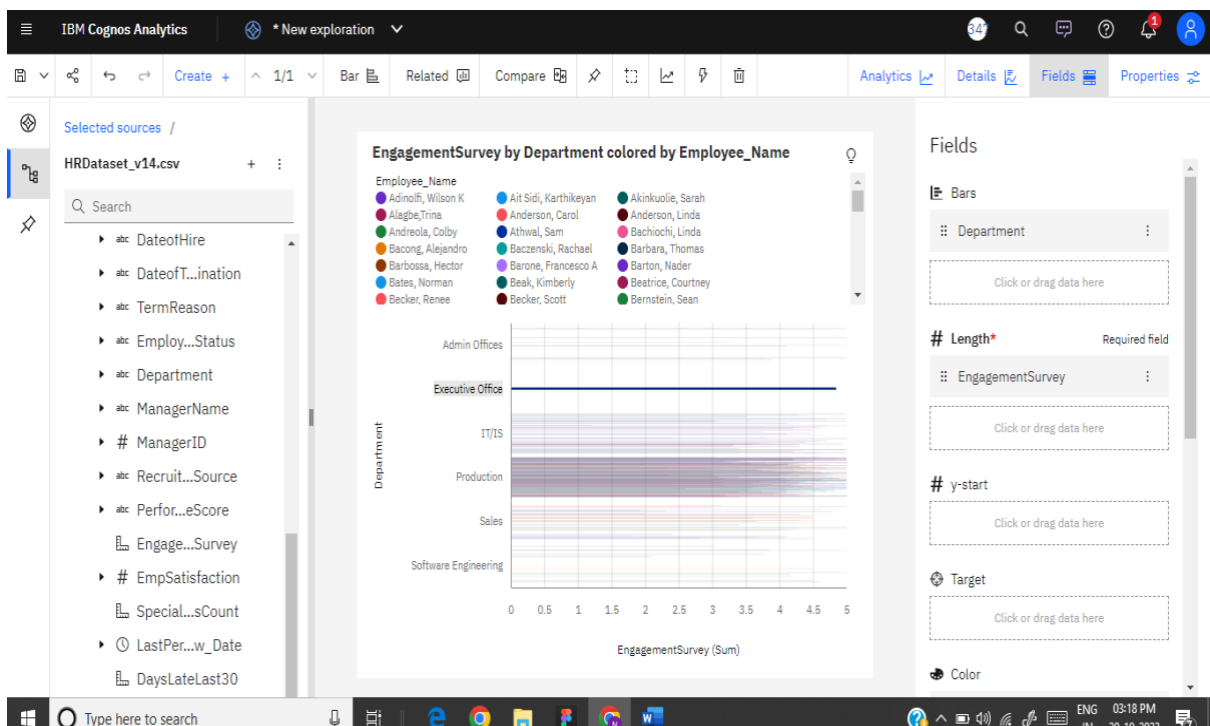 IBM Cognos Analytics
* New exploration
Create +
1/1
Bar
Related
Compare
Analytics
Details
Fields
Properties
Selected sources /
HRDataset_v14.csv
Search
abc DateofHire
abc DateofT...ination
abc TermReason
abc Employ...Status
abc Department
abc ManagerName
# ManagerID
abc Recruit...Source
abc Perfor...eScore
Engage...Survey
# EmpSatisfaction
Special...sCount
LastPer...w_Date
DaysLateLast30
EngagementSurvey by Department colored by Employee_Name
Employee_Name
Adinolfi, Wilson K Ait Sidi, Karthikeyan Akinkuolie, Sarah
Alagbe,Trina Anderson, Carol Anderson, Linda
Andreola, Colby Athwal, Sam Bachiochi, Linda
Bacong, Alejandro Baczenski, Rachael Barbara, Thomas
Barbossa, Hector Barone, Francesco A Barton, Nader
Bates, Norman Beak, Kimberly Beatrice, Courtney
Becker, Renee Becker, Scott Bernstein, Sean
Department
Admin Offices
Executive Office
IT/IS
Production
Sales
Software Engineering
0 0.5 1 1.5 2 2.5 3 3.5 4 4.5 5
EngagementSurvey (Sum)
Fields
Bars
Department
Click or drag data here
# Length* Required field
EngagementSurvey
Click or drag data here
# y-start
Click or drag data here
Target
Click or drag data here
Color
Type here to search
ENG
03:18 PM